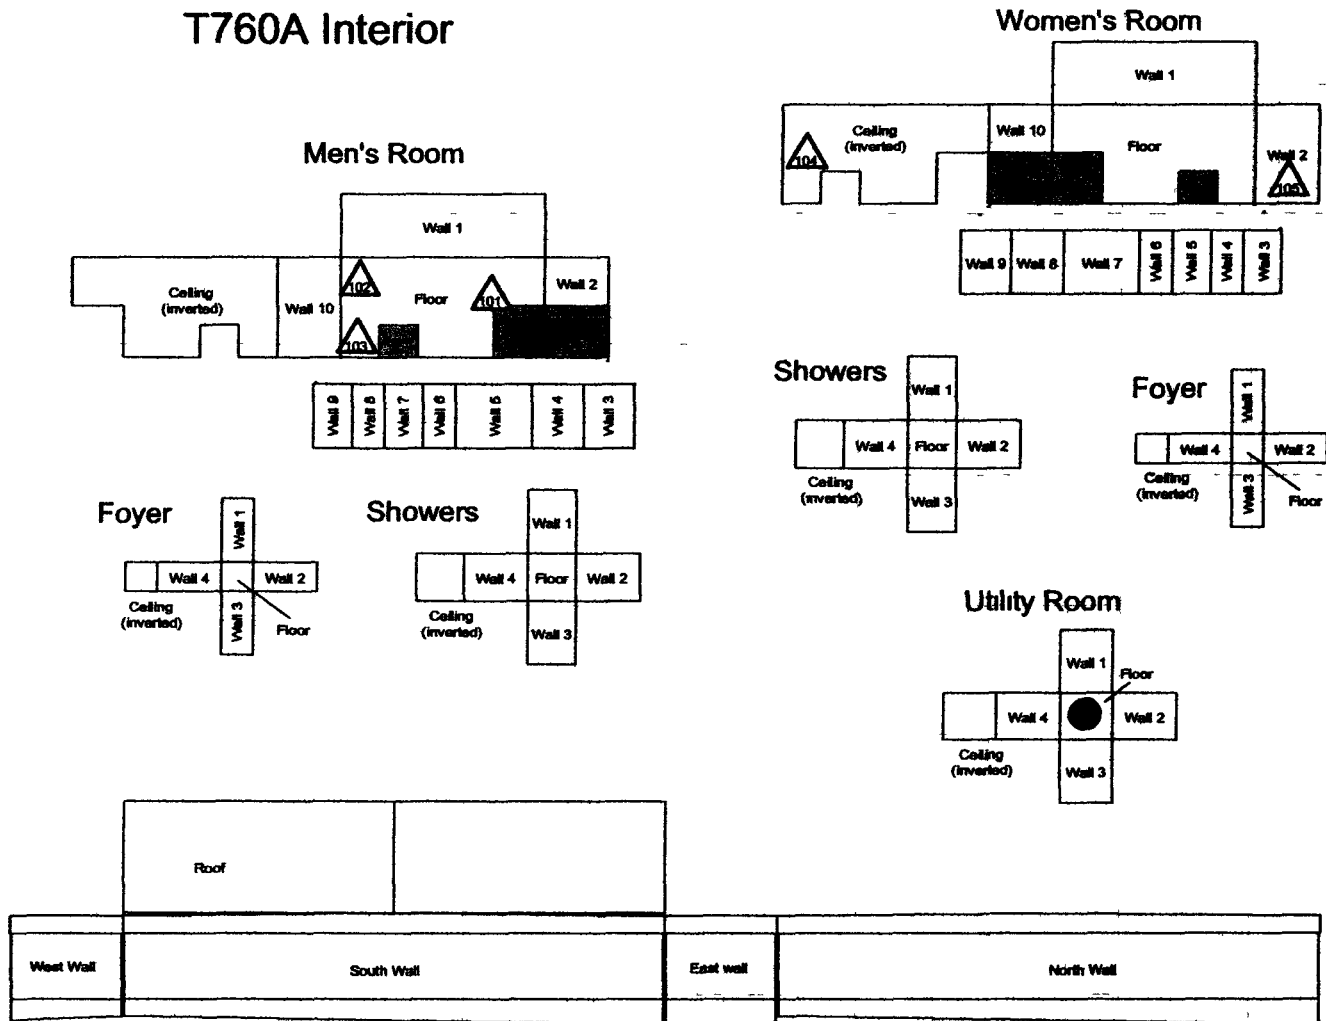 T760A Interior
Women's Room
Wall 1
Ceiling
(inverted)
Wall 10
Floor
Wall 2
104
105
Wall 9
Wall 8
Wall 7
Wall 6
Wall 5
Wall 4
Wall 3
Men's Room
Wall 1
Ceiling
(inverted)
Wall 10
102
Floor
101
Wall 2
103
Wall 9
Wall 8
Wall 7
Wall 6
Wall 5
Wall 4
Wall 3
Showers
Wall 1
Wall 4
Floor
Wall 2
Ceiling
(inverted)
Wall 3
Foyer
Wall 1
Wall 4
Wall 2
Ceiling
(inverted)
Wall 3
Floor
Foyer
Wall 1
Wall 4
Wall 2
Ceiling
(inverted)
Wall 3
Floor
Showers
Wall 1
Wall 4
Floor
Wall 2
Ceiling
(inverted)
Wall 3
Utility Room
Wall 1
Floor
Wall 4
Wall 2
Ceiling
(inverted)
Wall 3
Roof
West Wall
South Wall
East wall
North Wall